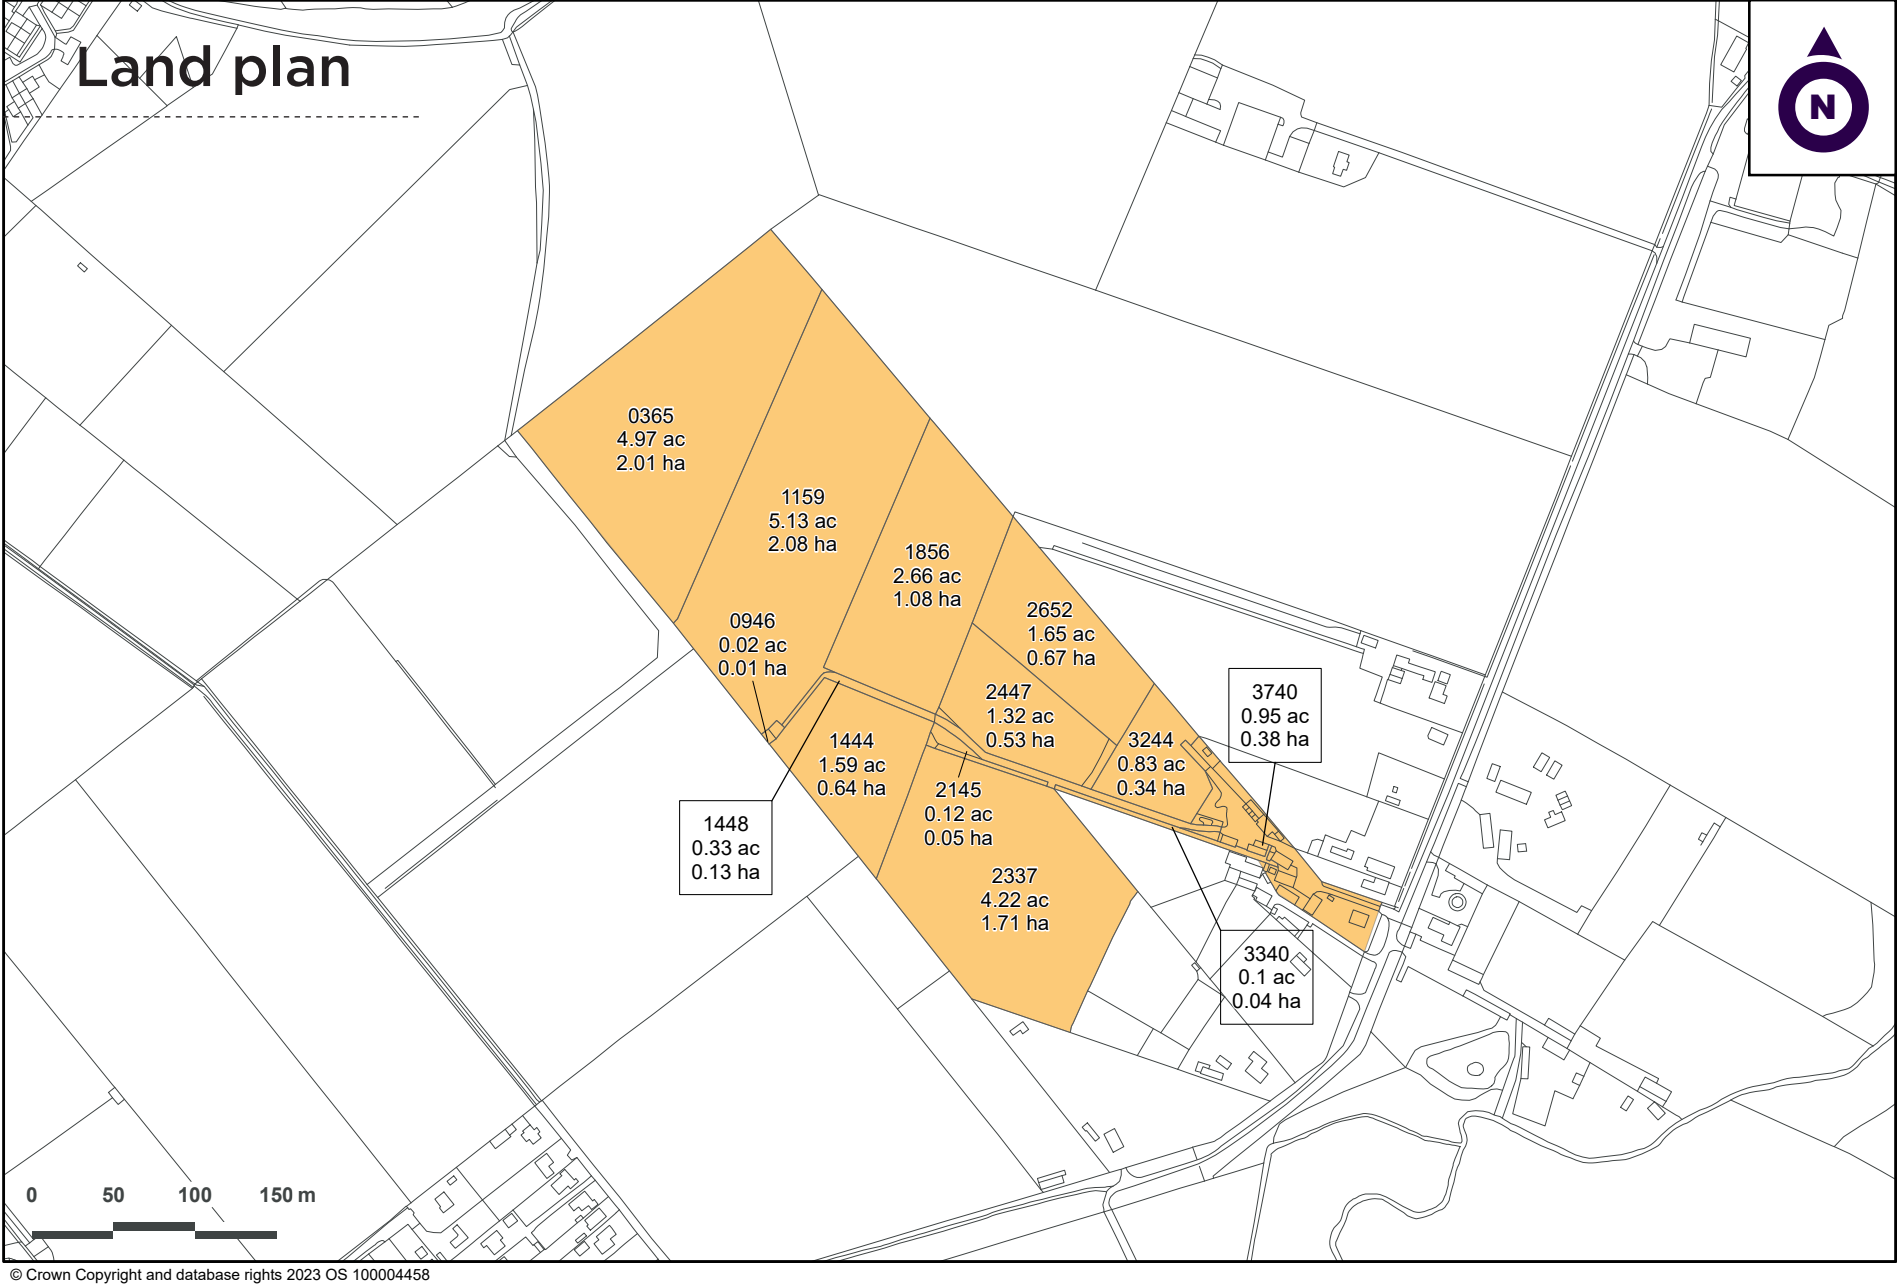 Land plan
N
0365
4.97 ac
2.01 ha
1159
5.13 ac
2.08 ha
1856
2.66 ac
1.08 ha
2652
1.65 ac
0.67 ha
0946
0.02 ac
0.01 ha
2447
1.32 ac
0.53 ha
3740
0.95 ac
0.38 ha
1444
1.59 ac
0.64 ha
3244
0.83 ac
0.34 ha
2145
0.12 ac
0.05 ha
1448
0.33 ac
0.13 ha
2337
4.22 ac
1.71 ha
3340
0.1 ac
0.04 ha
0 50 100 150 m
© Crown Copyright and database rights 2023 OS 100004458